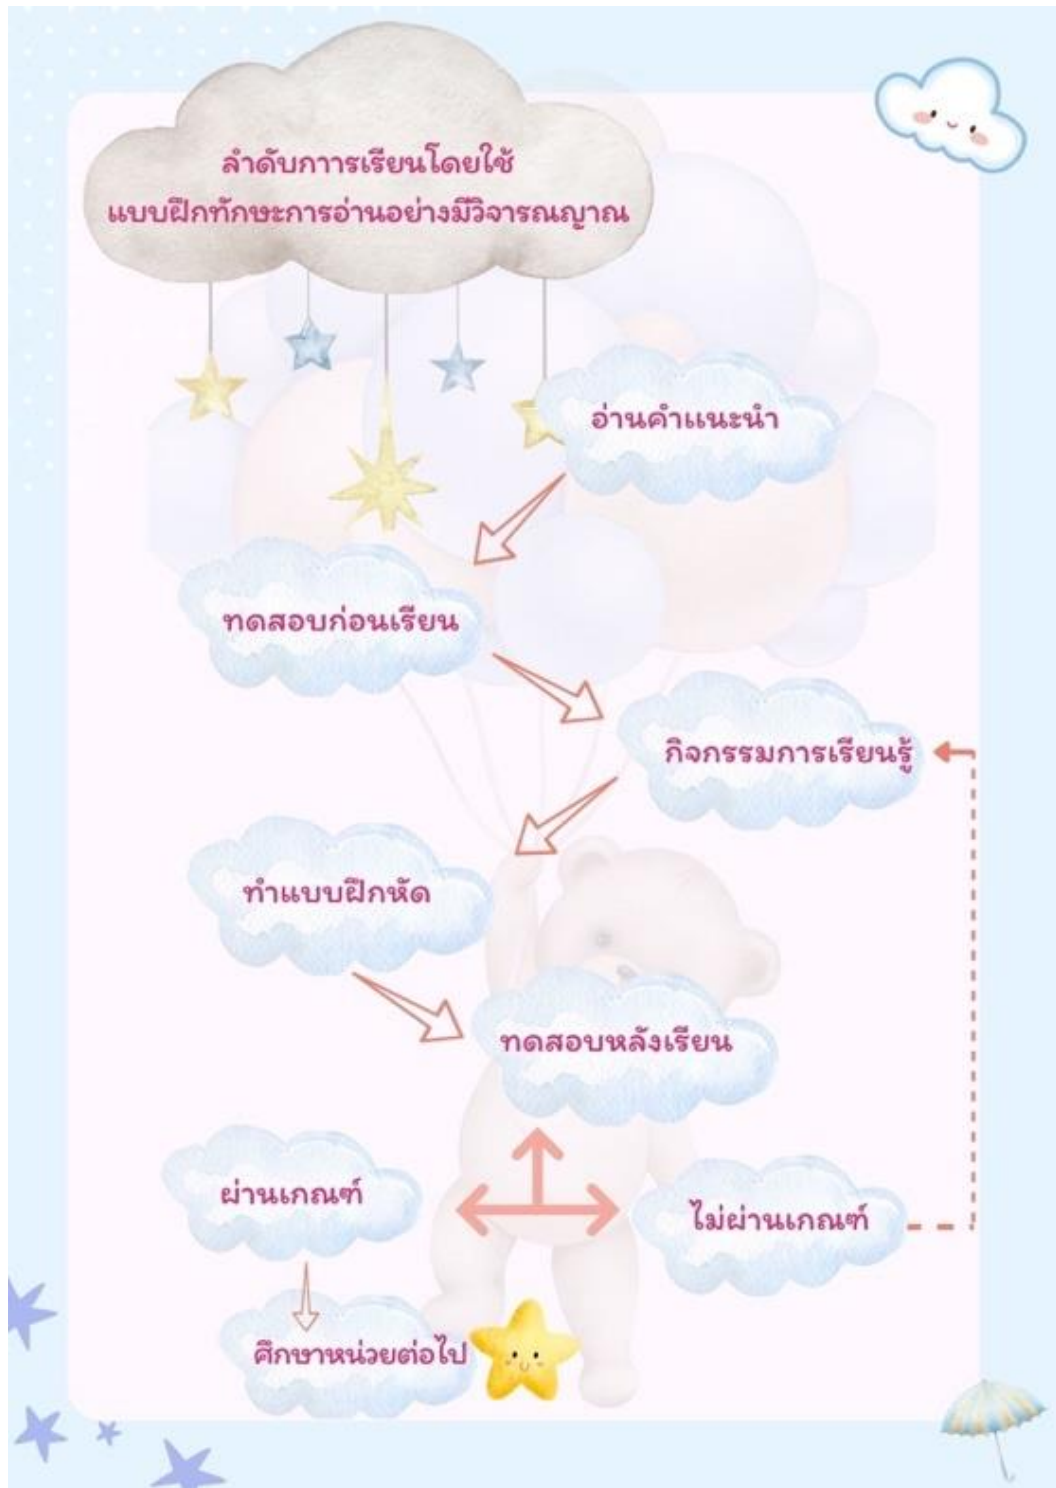 ลำดับกาารเรียนโดยใช้
แบบฝึกทักษะการอ่านอย่างมีวิจารณญาณ
อ่านคำแนะนำ
ทดสอบก่อนเรียน
กิจกรรมการเรียนรู้
ทำแบบฝึกหัด
ทดสอบหลังเรียน
ผ่านเกณฑ์
ไม่ผ่านเกณฑ์
ศึกษาหน่วยต่อไป